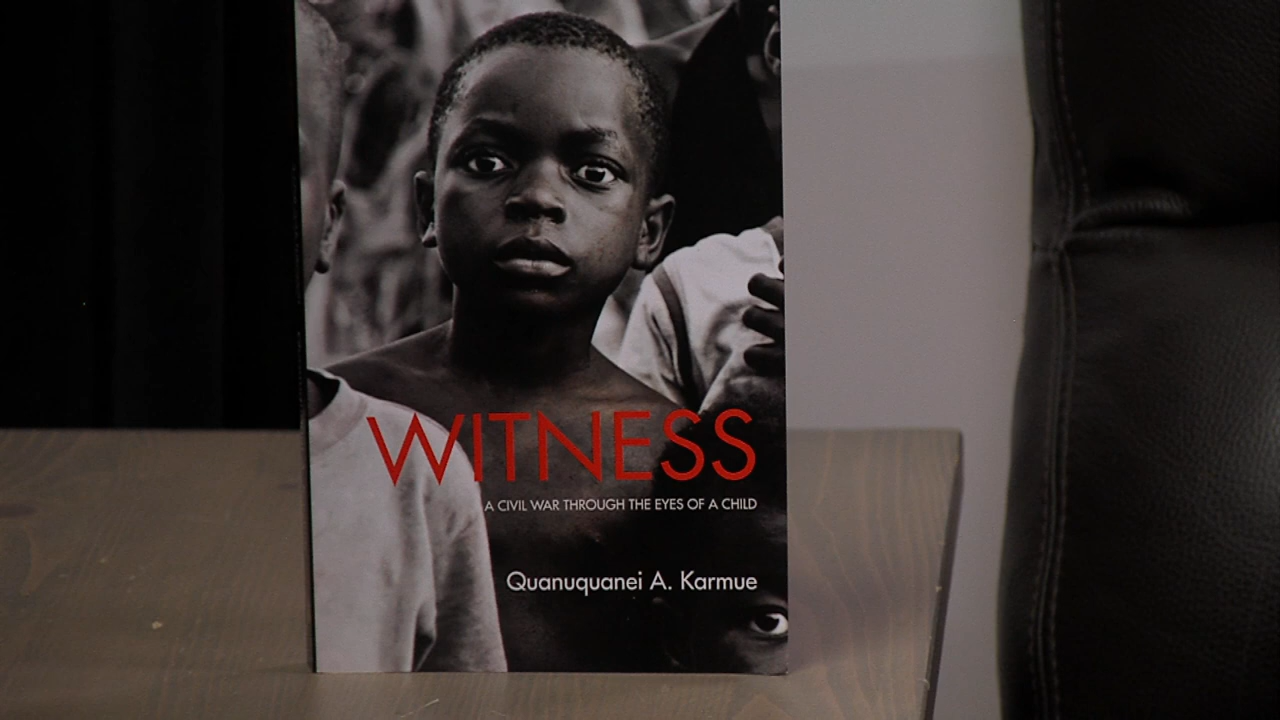 WITNESS
A CIVIL WAR THROUGH THE EYES OF A CHILD
Quanuquanei A. Karmue